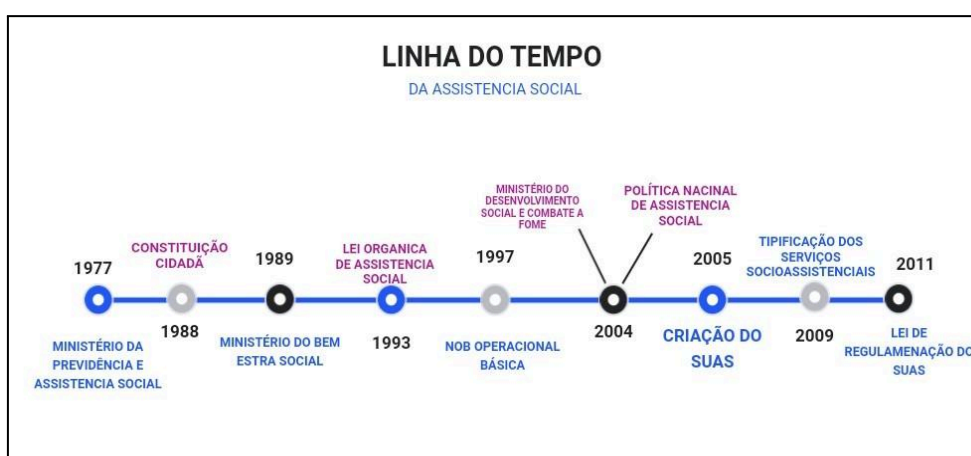 LINHA DO TEMPO
DA ASSISTENCIA SOCIAL
1977
MINISTÉRIO DA
PREVIDÊNCIA E
ASSISTENCIA SOCIAL
CONSTITUIÇÃO
CIDADÃ
1988
1989
MINISTÉRIO DO BEM
ESTRA SOCIAL
LEI ORGANICA
DE ASSISTENCIA
SOCIAL
1993
1997
NOB OPERACIONAL
BÁSICA
MINISTÉRIO DO
DESENVOLVIMENTO
SOCIAL E COMBATE A
FOME
POLÍTICA NACINAL
DE ASSISTENCIA
SOCIAL
2004
2005
CRIAÇÃO DO
SUAS
TIPIFICAÇÃO DOS
SERVIÇOS
SOCIOASSISTENCIAIS
2009
2011
LEI DE
REGULAMENAÇÃO DO
SUAS